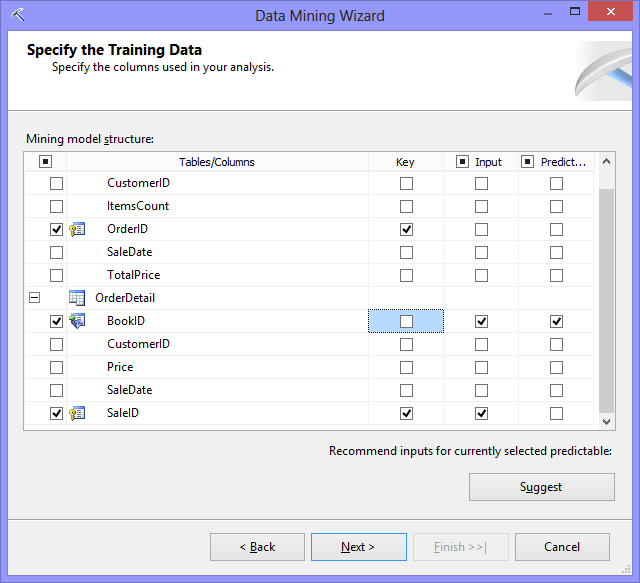 Data Mining Wizard
Specify the Training Data
Specify the columns used in your analysis.
Mining model structure:
Tables/Columns Key Input Predict...
CustomerID
ItemsCount
OrderID
SaleDate
TotalPrice
OrderDetail
BookID
CustomerID
Price
SaleDate
SaleID
Recommend inputs for currently selected predictable:
Suggest
< Back Next > Finish >>| Cancel